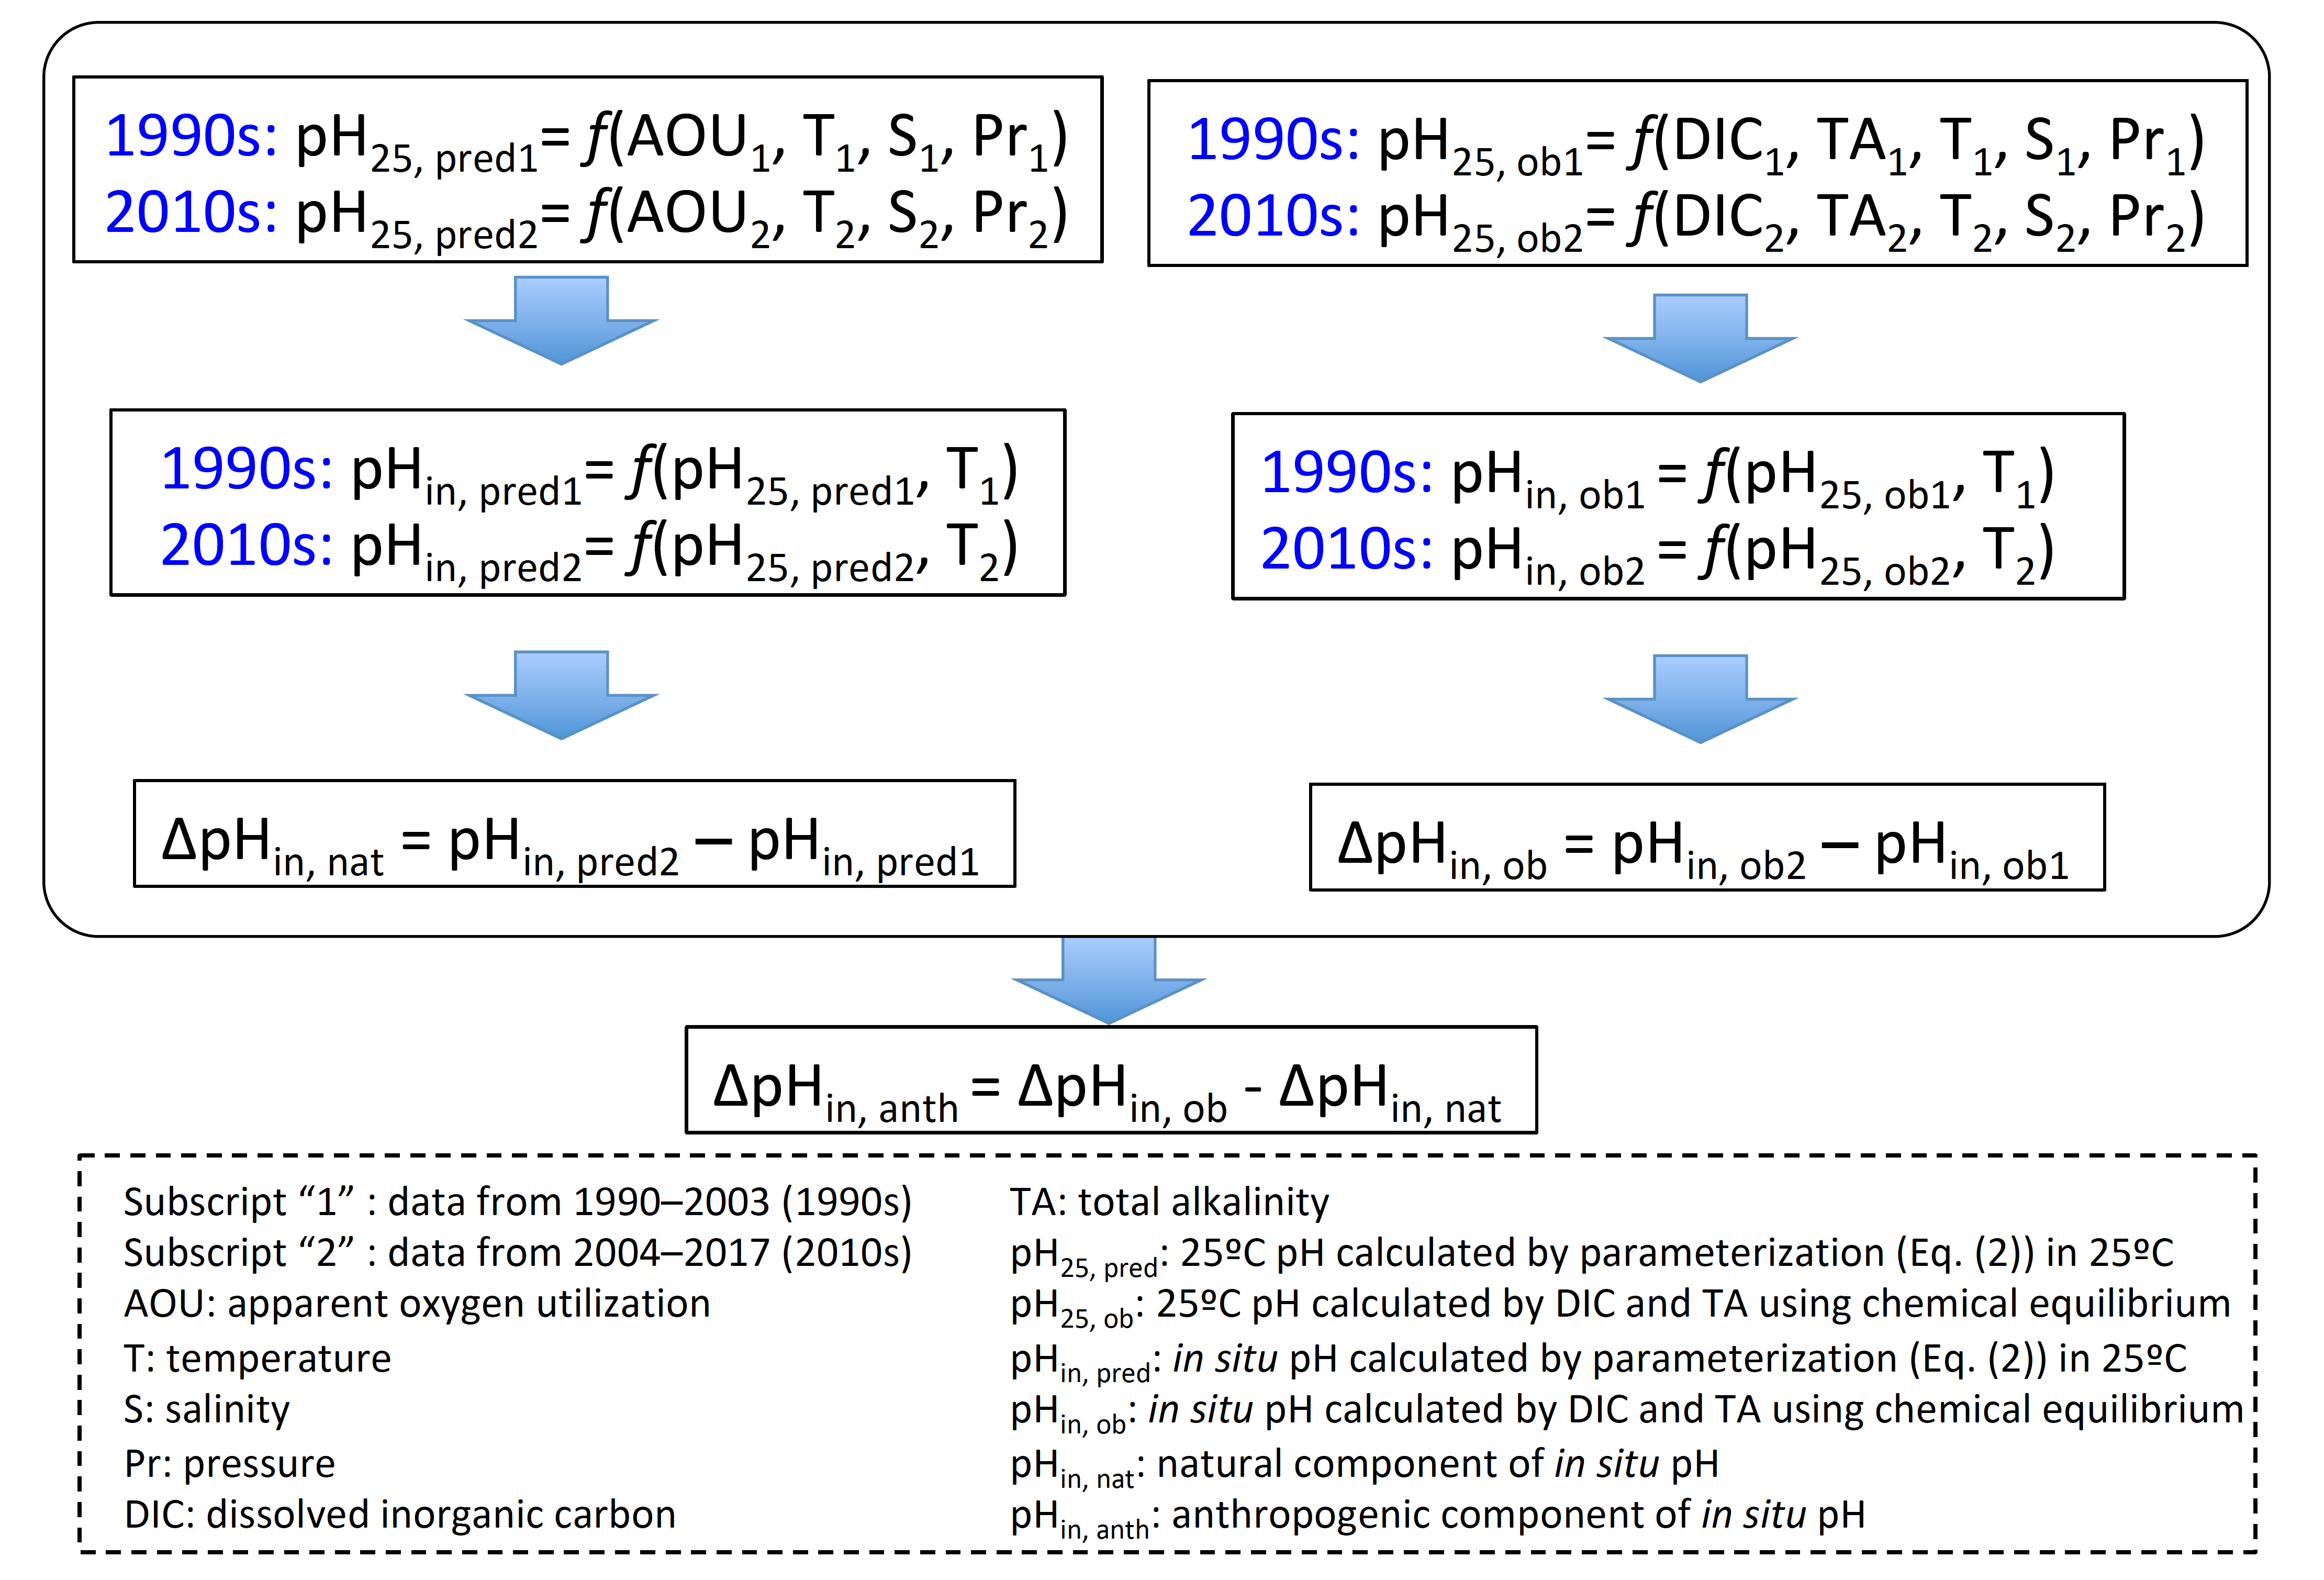 1990s: pH25, pred1= f(AOU1, T1, S1, Pr1)
2010s: pH25, pred2= f(AOU2, T2, S2, Pr2)
1990s: pH25, ob1= f(DIC1, TA1, T1, S1, Pr1)
2010s: pH25, ob2= f(DIC2, TA2, T2, S2, Pr2)
1990s: pHin, pred1= f(pH25, pred1, T1)
2010s: pHin, pred2= f(pH25, pred2, T2)
1990s: pHin, ob1 = f(pH25, ob1, T1)
2010s: pHin, ob2 = f(pH25, ob2, T2)
ΔpHin, nat = pHin, pred2 – pHin, pred1
ΔpHin, ob = pHin, ob2 – pHin, ob1
ΔpHin, anth = ΔpHin, ob - ΔpHin, nat
Subscript “1” : data from 1990–2003 (1990s)
Subscript “2” : data from 2004–2017 (2010s)
AOU: apparent oxygen utilization
T: temperature
S: salinity
Pr: pressure
DIC: dissolved inorganic carbon
TA: total alkalinity
pH25, pred: 25ºC pH calculated by parameterization (Eq. (2)) in 25ºC
pH25, ob: 25ºC pH calculated by DIC and TA using chemical equilibrium
pHin, pred: in situ pH calculated by parameterization (Eq. (2)) in 25ºC
pHin, ob: in situ pH calculated by DIC and TA using chemical equilibrium
pHin, nat: natural component of in situ pH
pHin, anth: anthropogenic component of in situ pH